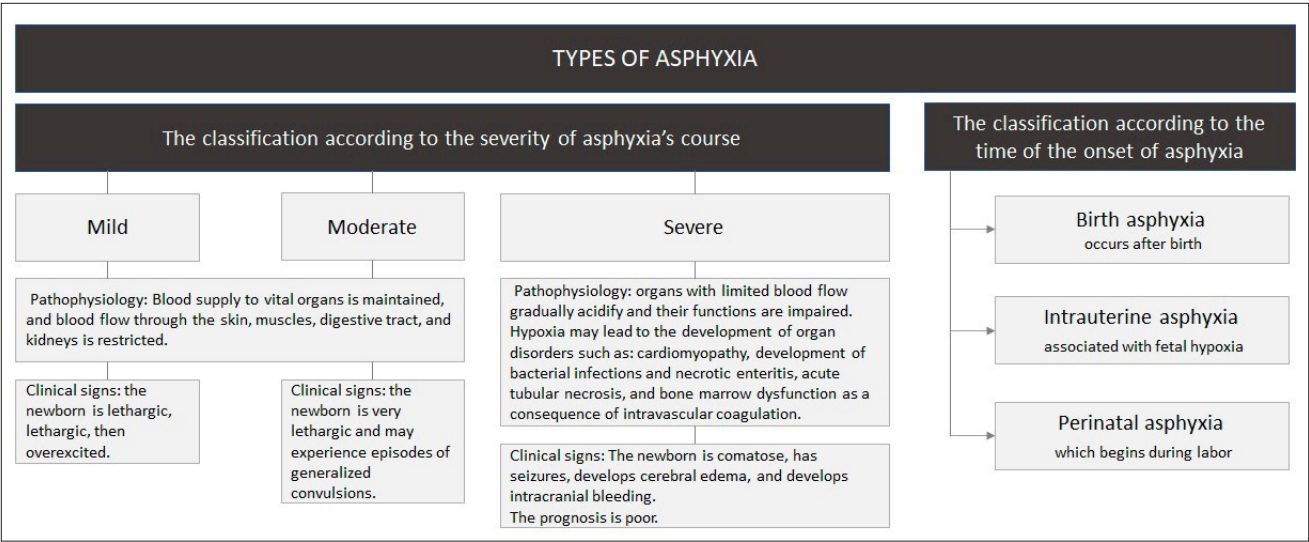 TYPES OF ASPHYXIA
The classification according to the severity of asphyxia's course
Mild
Moderate
Severe
Pathophysiology: Blood supply to vital organs is maintained,
and blood flow through the skin, muscles, digestive tract, and
kidneys is restricted.
Clinical signs: the
newborn is lethargic,
lethargic, then
overexcited.
Clinical signs: the
newborn is very
lethargic and may
experience episodes of
generalized
convulsions.
Pathophysiology: organs with limited blood flow
gradually acidify and their functions are impaired.
Hypoxia may lead to the development of organ
disorders such as: cardiomyopathy, development of
bacterial infections and necrotic enteritis, acute
tubular necrosis, and bone marrow dysfunction as a
consequence of intravascular coagulation.
Clinical signs: The newborn is comatose, has
seizures, develops cerebral edema, and develops
intracranial bleeding.
The prognosis is poor.
The classification according to the
time of the onset of asphyxia
Birth asphyxia
occurs after birth
Intrauterine asphyxia
associated with fetal hypoxia
Perinatal asphyxia
which begins during labor